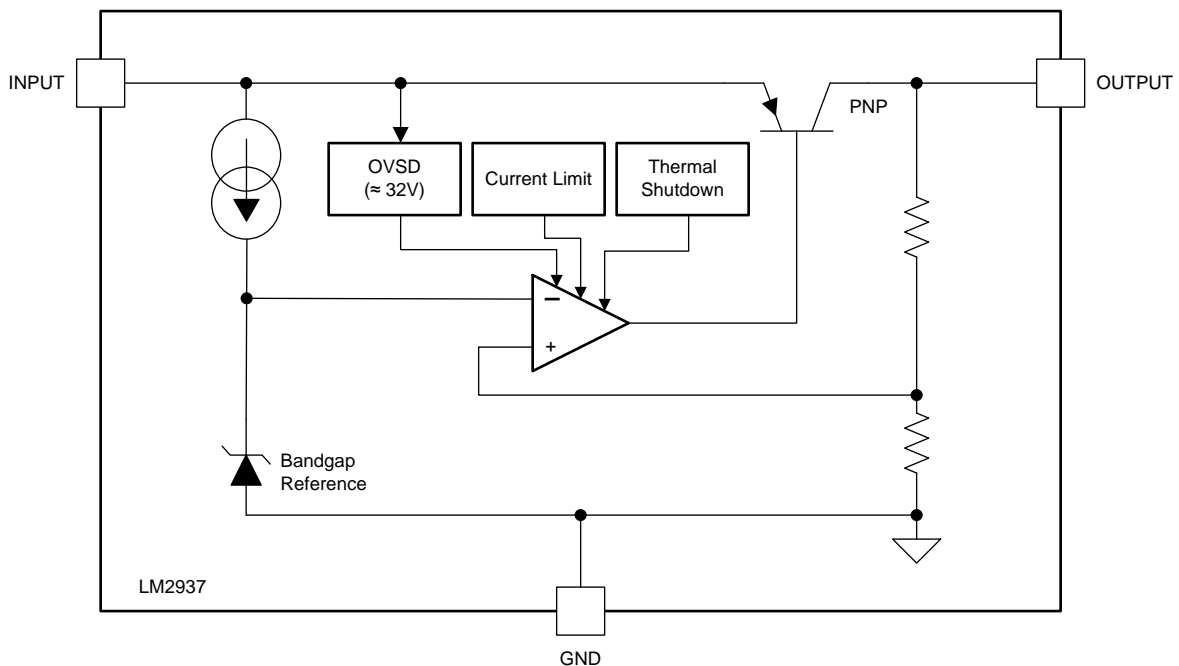 INPUT
OUTPUT
PNP
OVSD
(≈ 32V)
Current Limit
Thermal
Shutdown
−
+
Bandgap
Reference
LM2937
GND